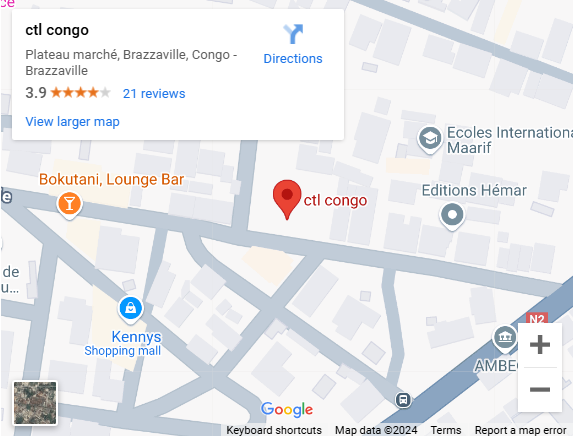 ce
ctl congo
Plateau marché, Brazzaville, Congo -
Brazzaville
Directions
3.9
21 reviews
View larger map
Ecoles Internationa
Maarif
Bokutani, Lounge Bar
ctl congo
Editions Hémar
de
u...
N2
Kennys
Shopping mall
AMBE
Google
Keyboard shortcuts
Map data ©2024
Terms
Report a map error